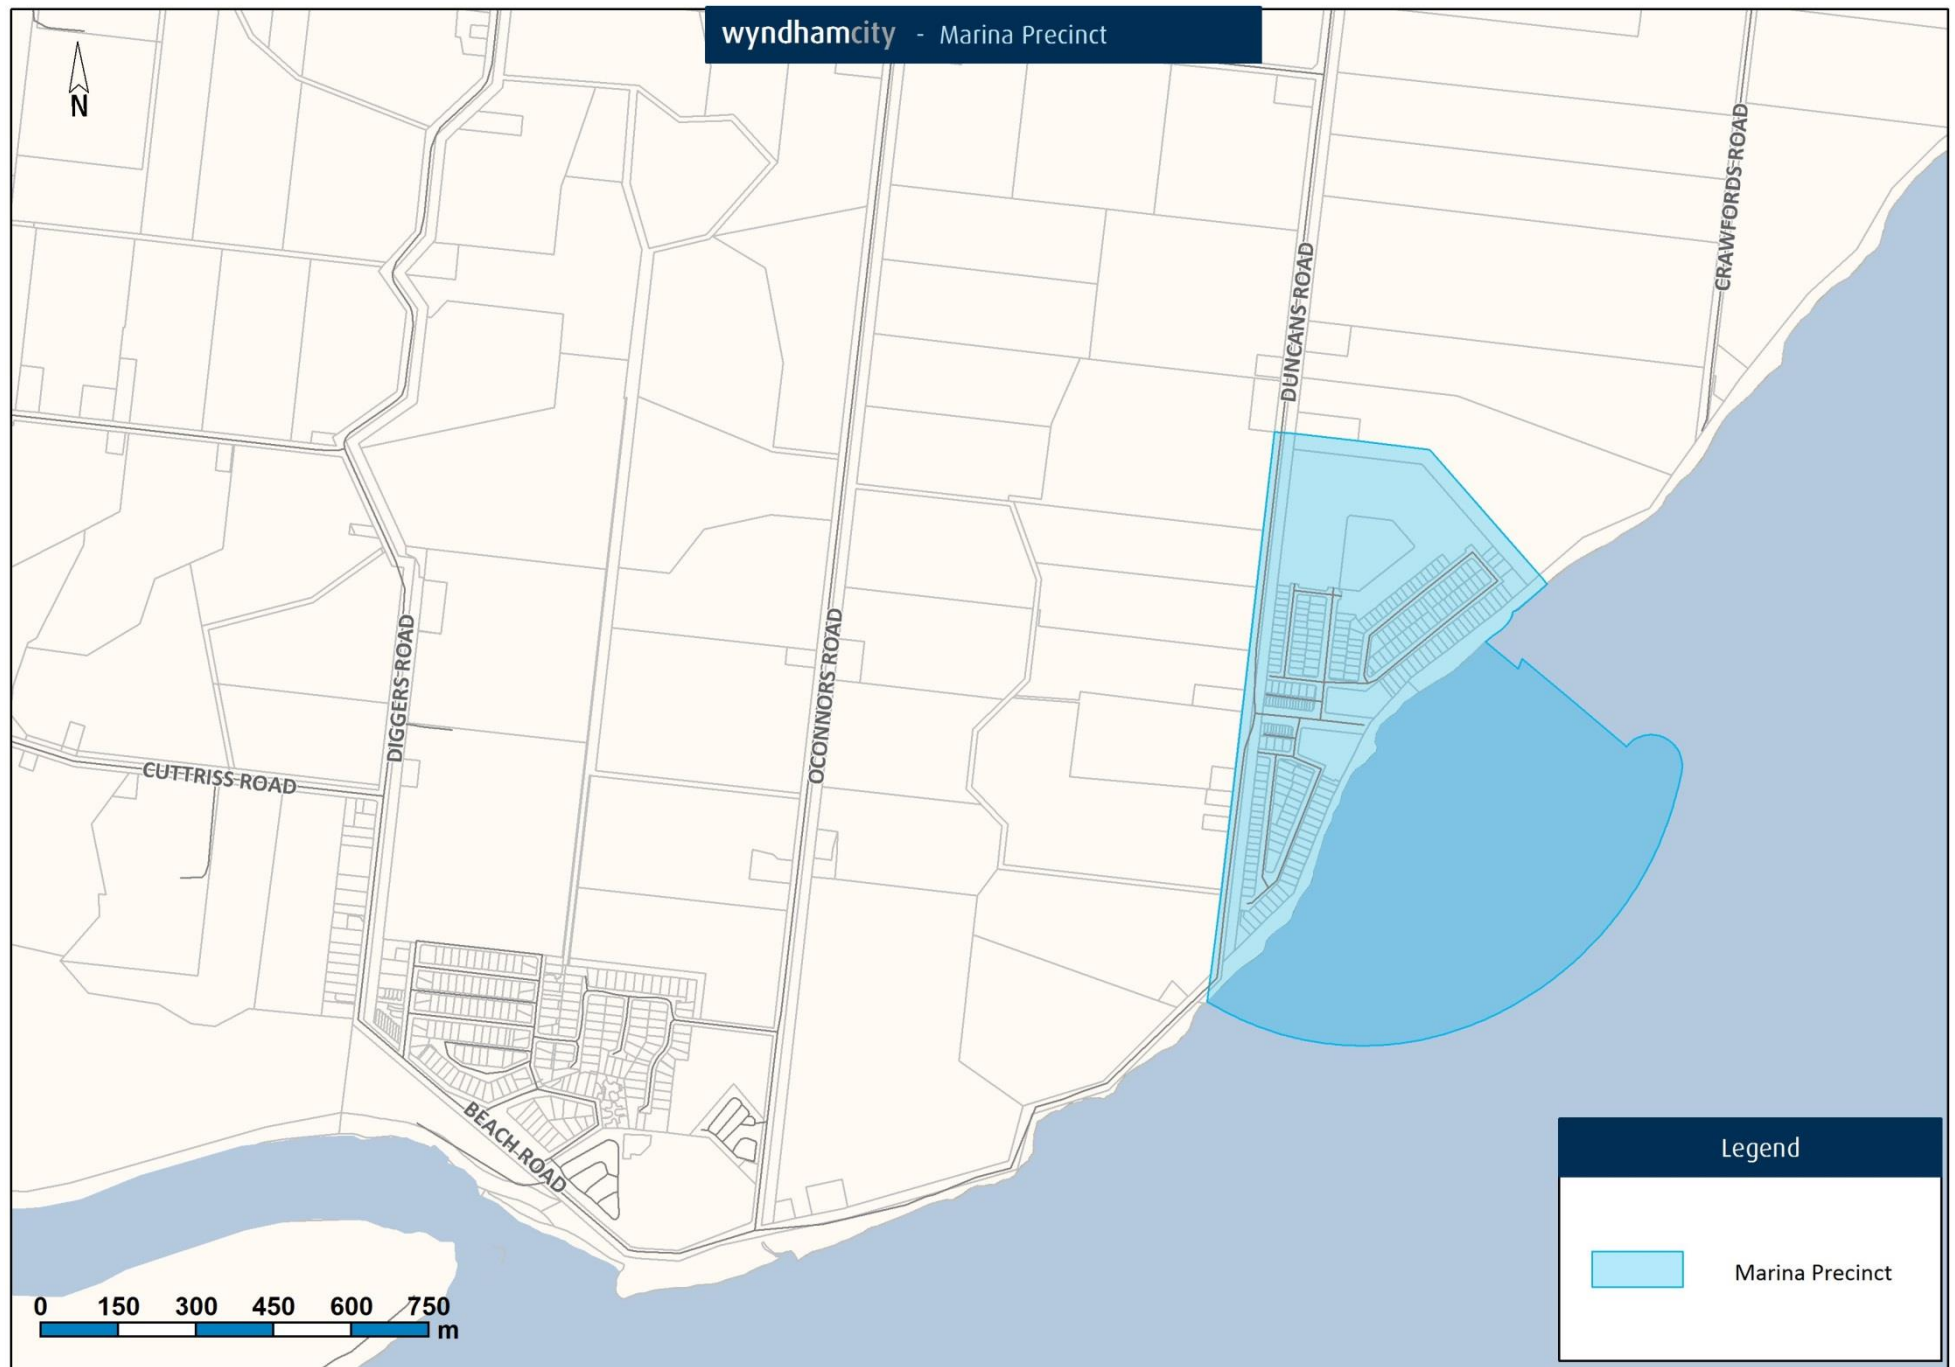 wyndhamcity - Marina Precinct
N
CRAWFORDS ROAD
DUNCANS ROAD
OCONNORS ROAD
DIGGERS ROAD
CUTTRISS ROAD
BEACH ROAD
Legend
Marina Precinct
0 150 300 450 600 750
m